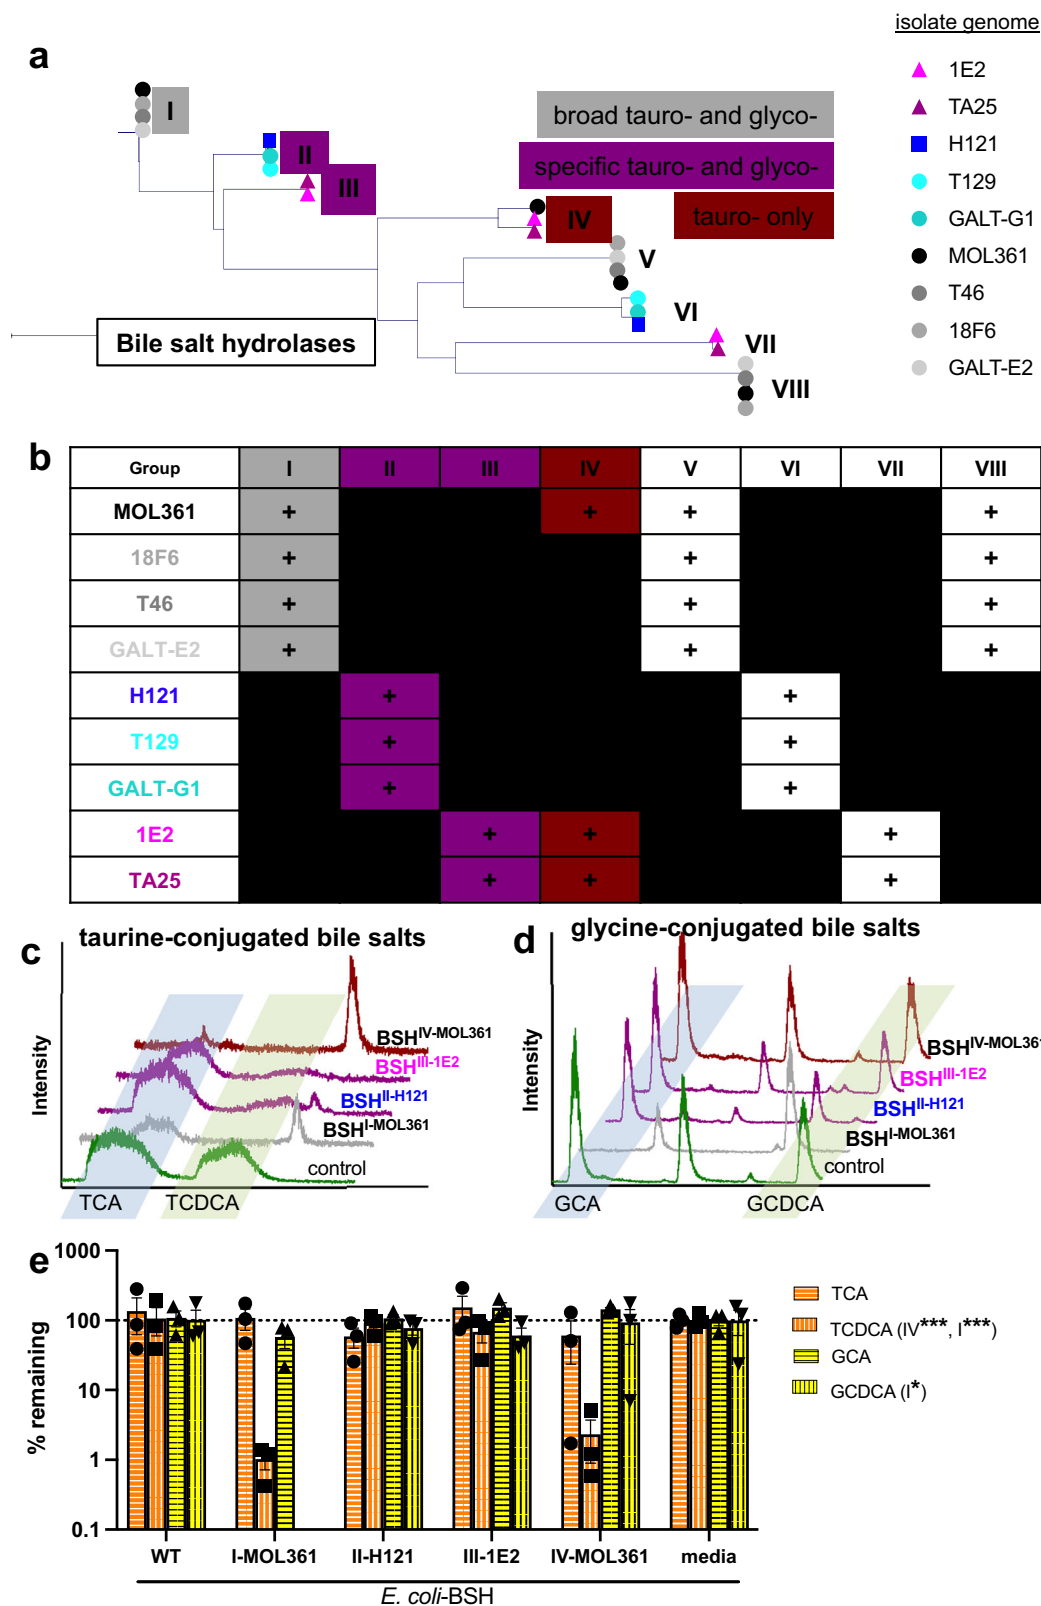 isolate genome
a
1E2
TA25
H121
T129
GALT-G1
MOL361
T46
18F6
GALT-E2
I
II
III
IV
V
VI
VII
VIII
broad tauro- and glyco-
specific tauro- and glyco-
tauro- only
Bile salt hydrolases
b
Group I II III IV V VI VII VIII
MOL361 + + + +
18F6 + + +
T46 + + +
GALT-E2 + + +
H121 + +
T129 + +
GALT-G1 + +
1E2 + + +
TA25 + + +
c
taurine-conjugated bile salts
Intensity
BSHIV-MOL361
BSHIII-1E2
BSHII-H121
BSHI-MOL361
control
TCA TCDCA
d
glycine-conjugated bile salts
Intensity
BSHIV-MOL361
BSHIII-1E2
BSHII-H121
BSHI-MOL361
control
GCA GCDCA
e
% remaining
1000
100
10
1
0.1
WT I-MOL361 II-H121 III-1E2 IV-MOL361 media
E. coli-BSH
TCA
TCDCA (IV***, I***)
GCA
GCDCA (I*)